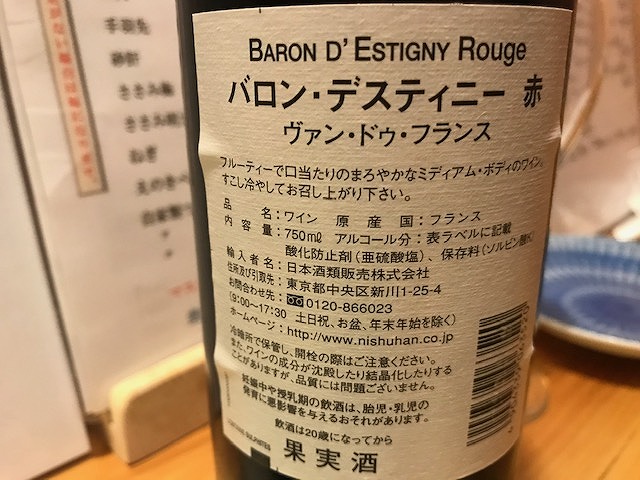 手羽先
砂肝
ささみ
ささみ
ねぎ
BARON D' ESTIGNY Rouge
バロン・デスティニー 赤
ヴァン・ドゥ・フランス
フルーティーで口当たりのまろやかなミディアム・ボディのワイン。
すこし冷やしてお召し上がり下さい。
品 名：ワイン 原 産 国：フランス
内 容 量：750㎖ アルコール分：表ラベルに記載
酸化防止剤（亜硫酸塩）、保存料（ソルビン酸K）
輸 入 者 名：日本酒類販売株式会社
住所及び引取先：東京都中央区新川1-25-4
お問合わせ先：0120-866023
（9:00〜17:30 土日祝、お盆、年末年始を除く）
ホームページ：http://www.nishuhan.co.jp
冷暗所で保管し、開栓の際はご注意ください。
また、ワインの成分が沈殿したり結晶化したりする
ことがありますが、品質には問題ございません。
妊娠中や授乳期の飲酒は、胎児・乳児の
発育に悪影響を与えるおそれがあります。
飲酒は20歳になってから
果実酒